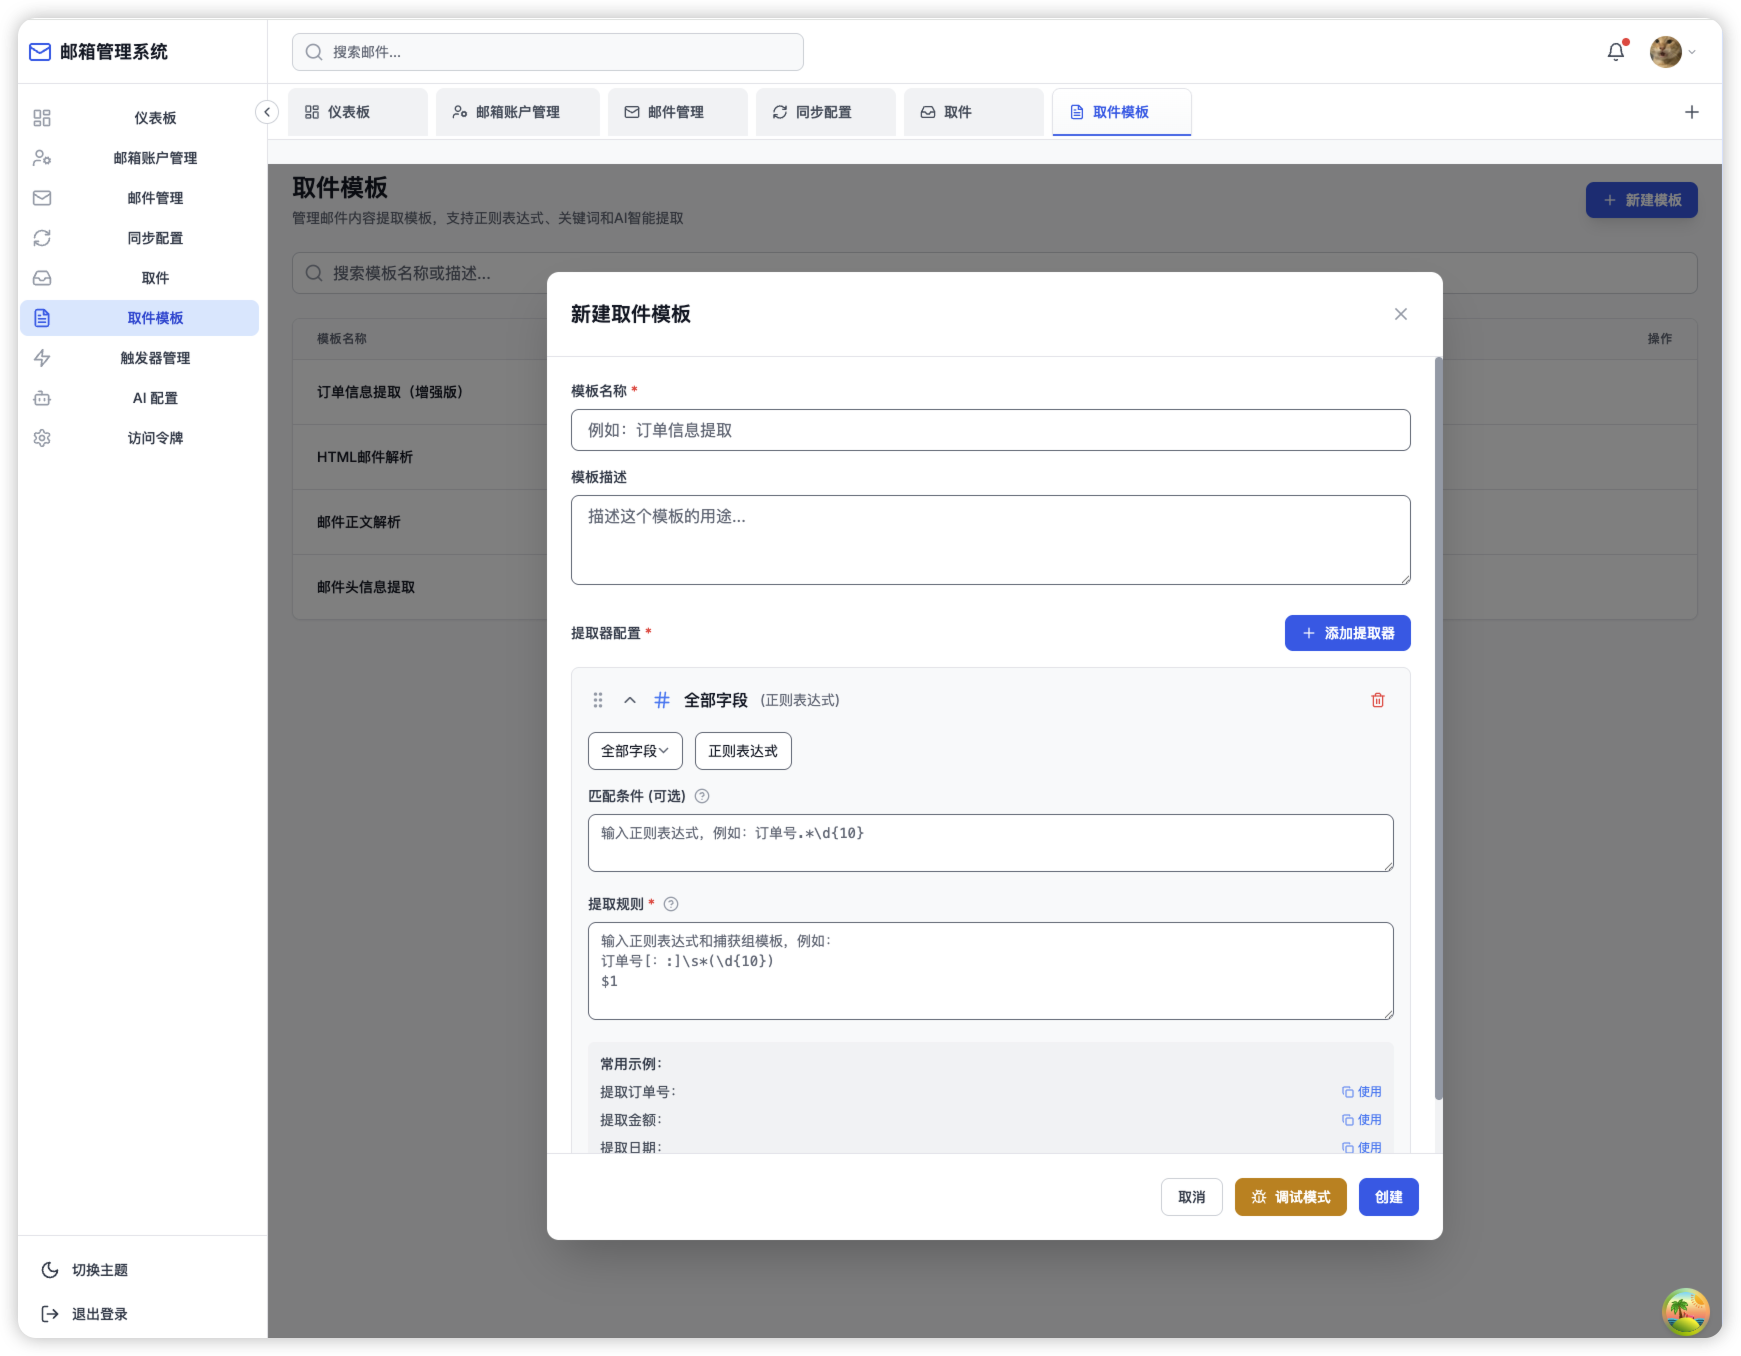 邮箱管理系统
搜索邮件...
仪表板
邮箱账户管理
邮件管理
同步配置
取件
取件模板
触发器管理
AI 配置
访问令牌
切换主题
退出登录
仪表板
邮箱账户管理
邮件管理
同步配置
取件
取件模板
取件模板
管理邮件内容提取模板，支持正则表达式、关键词和AI智能提取
新建模板
搜索模板名称或描述...
模板名称
操作
订单信息提取（增强版）
HTML邮件解析
邮件正文解析
邮件头信息提取
新建取件模板
模板名称 *
例如：订单信息提取
模板描述
描述这个模板的用途...
提取器配置 *
添加提取器
全部字段 (正则表达式)
全部字段
正则表达式
匹配条件 (可选)
输入正则表达式，例如：订单号.*\d{10}
提取规则 *
输入正则表达式和捕获组模板，例如：
订单号[：:]\s*(\d{10})
$1
常用示例：
提取订单号：
使用
提取金额：
使用
提取日期：
使用
取消
调试模式
创建